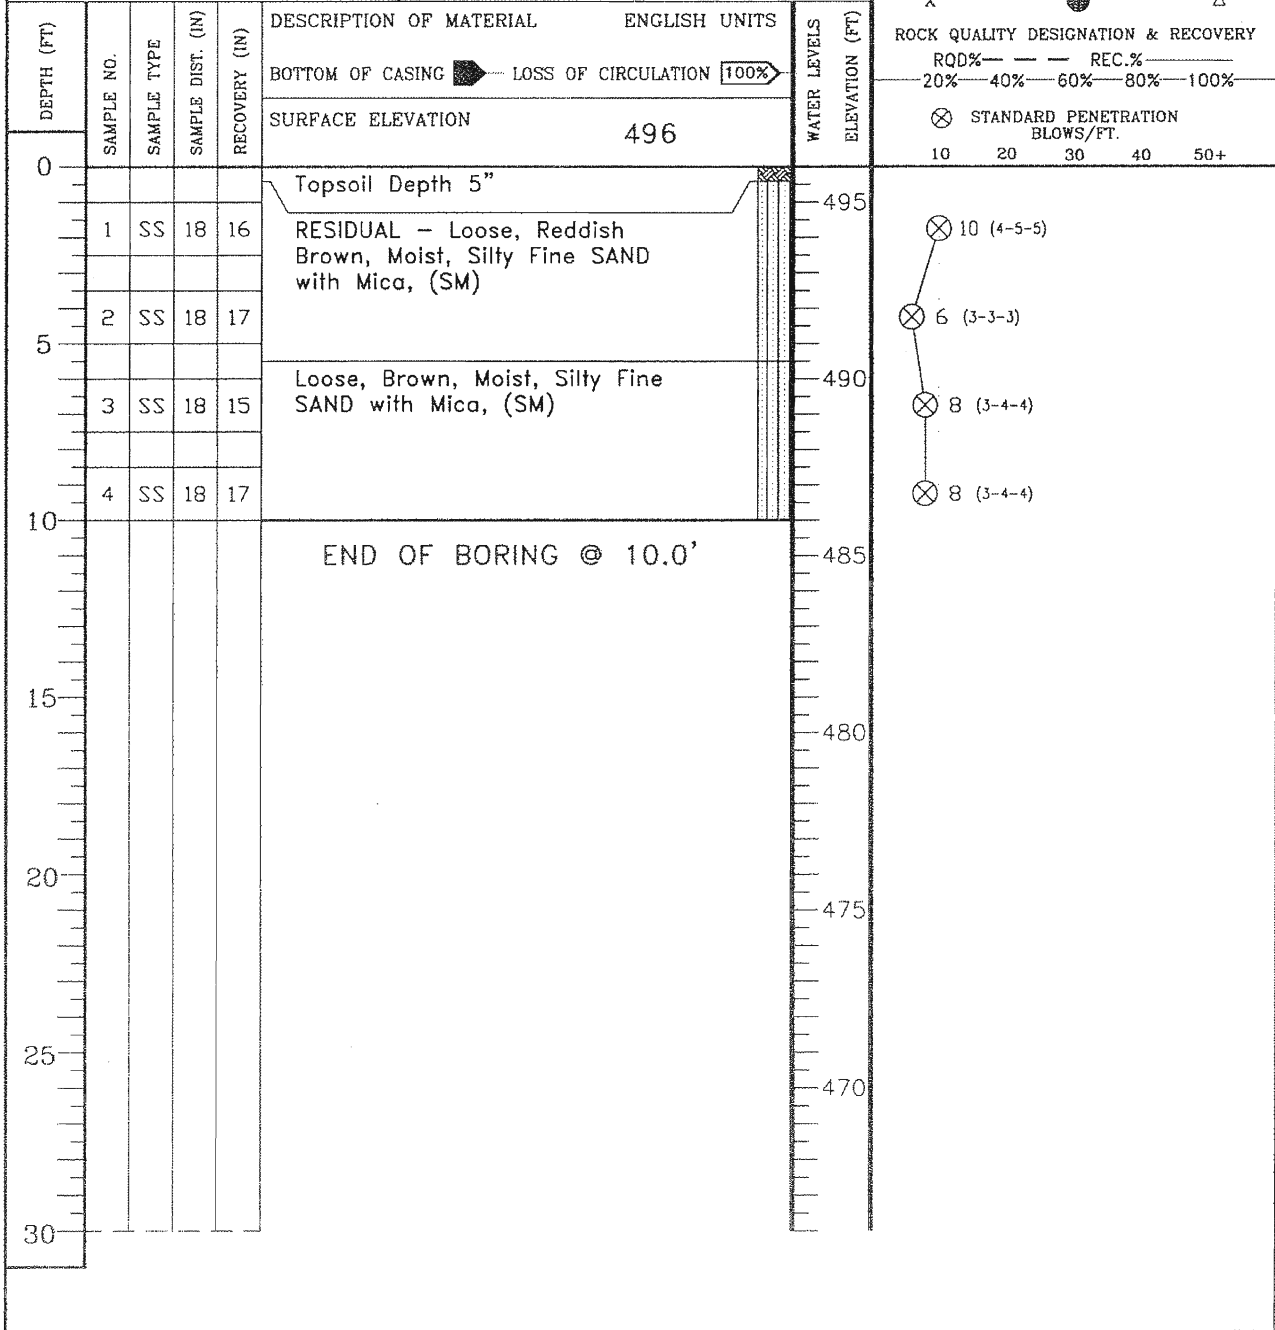 DEPTH (FT)
SAMPLE NO.
SAMPLE TYPE
SAMPLE DIST. (IN)
RECOVERY (IN)
DESCRIPTION OF MATERIAL ENGLISH UNITS
BOTTOM OF CASING LOSS OF CIRCULATION 100%
SURFACE ELEVATION 496
WATER LEVELS
ELEVATION (FT)
ROCK QUALITY DESIGNATION & RECOVERY
RQD% REC.%
20% 40% 60% 80% 100%
STANDARD PENETRATION
BLOWS/FT.
10 20 30 40 50+
0
Topsoil Depth 5"
495
1 SS 18 16
RESIDUAL - Loose, Reddish
Brown, Moist, Silty Fine SAND
with Mica, (SM)
10 (4-5-5)
2 SS 18 17
6 (3-3-3)
5
490
Loose, Brown, Moist, Silty Fine
SAND with Mica, (SM)
3 SS 18 15
8 (3-4-4)
4 SS 18 17
8 (3-4-4)
10
END OF BORING @ 10.0'
485
15
480
20
475
25
470
30